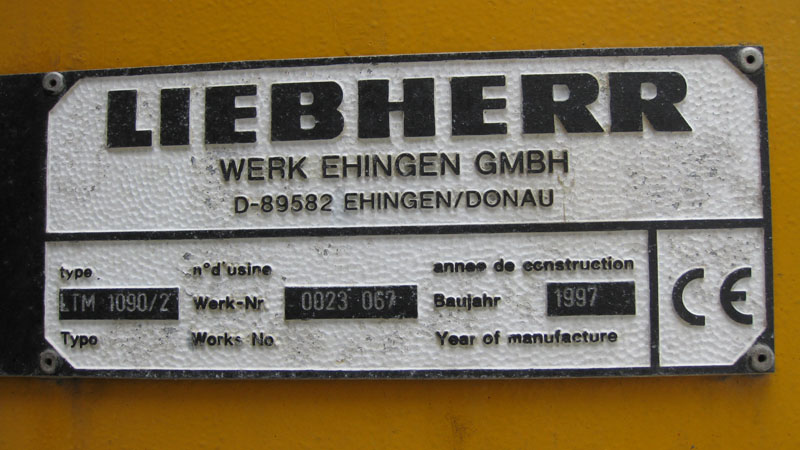 LIEBHERR
WERK EHINGEN GMBH
D-89582 EHINGEN/DONAU
type n°d'usine annee de construction
LTM 1090/2 Werk-Nr 0023 067 Baujahr 1997
Typo Works No Year of manufacture
CE